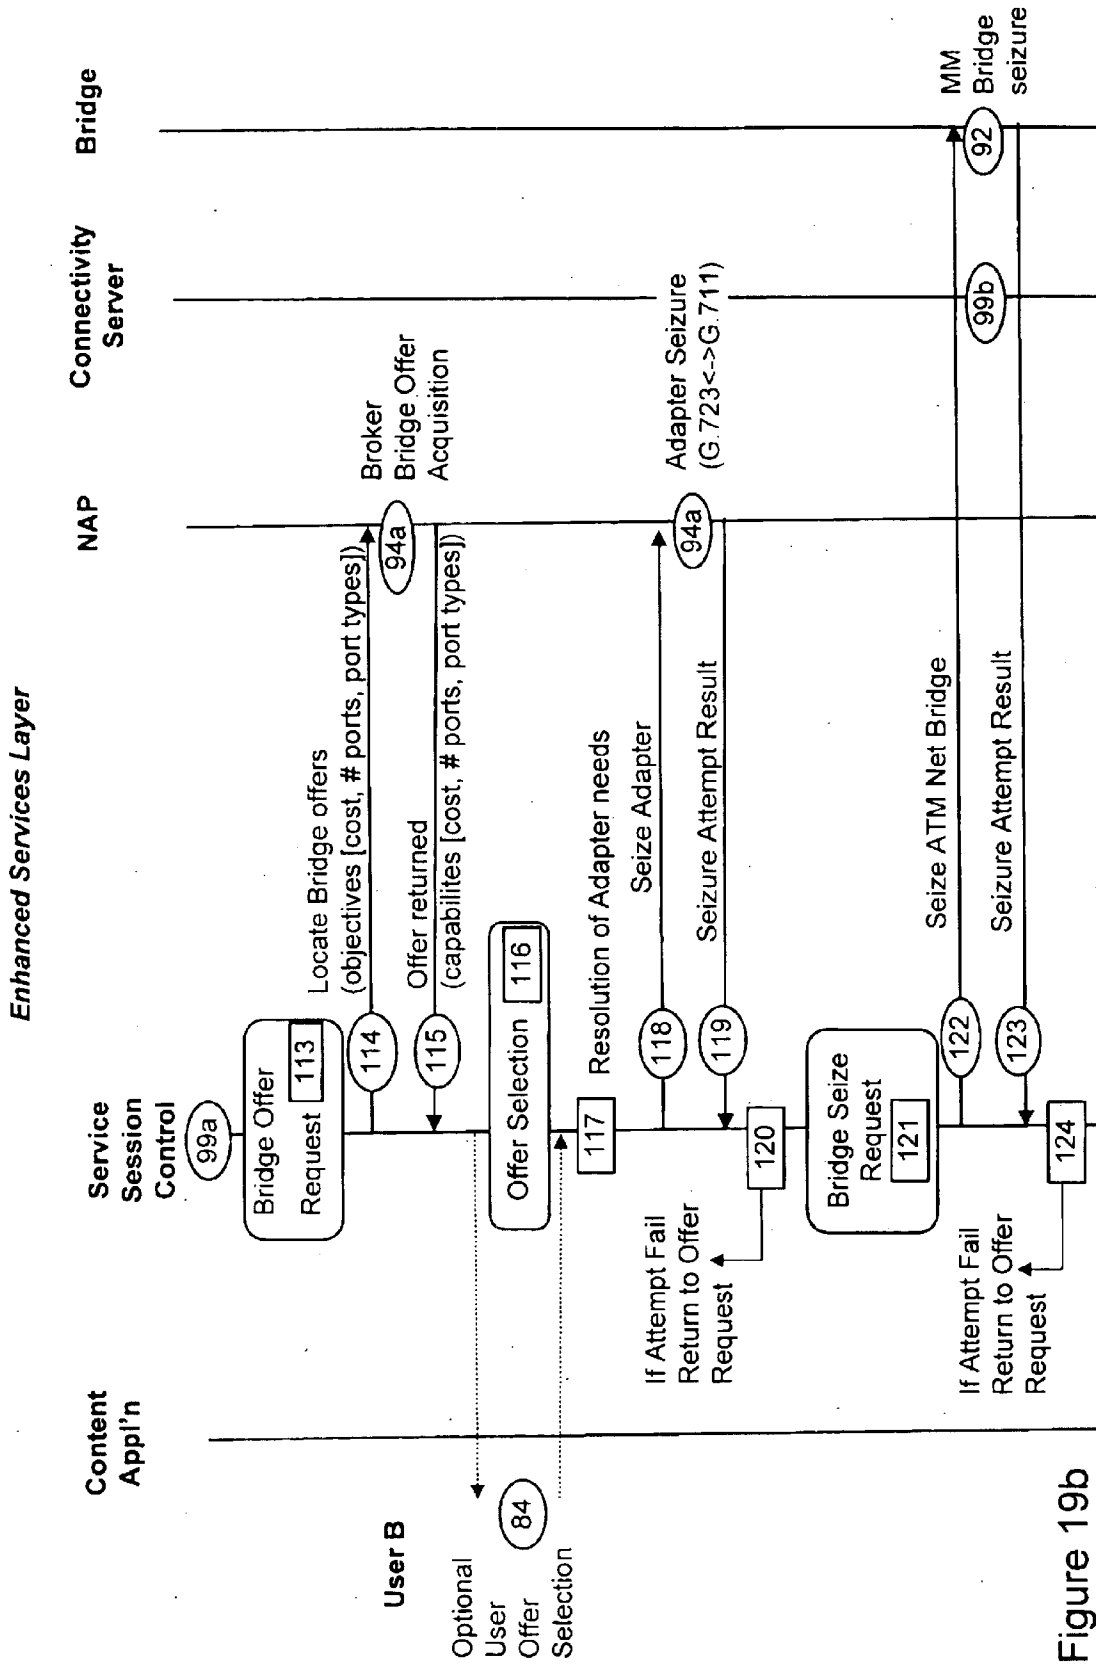 Enhanced Services Layer
Content
Appl'n
Service
Session
Control
NAP
Connectivity
Server
Bridge
User B
99a
Bridge Offer
Request 113
114
Locate Bridge offers
(objectives [cost, # ports, port types])
94a
Broker
Bridge Offer
Acquisition
115
Offer returned
(capabilites [cost, # ports, port types])
Optional
User
Offer
Selection
84
Offer Selection 116
117
Resolution of Adapter needs
118
Seize Adapter
94a
Adapter Seizure
(G.723<->G.711)
119
Seizure Attempt Result
120
If Attempt Fail
Return to Offer
Request
Bridge Seize
Request
121
122
Seize ATM Net Bridge
99b
92
MM
Bridge
seizure
123
Seizure Attempt Result
124
If Attempt Fail
Return to Offer
Request
Figure 19b